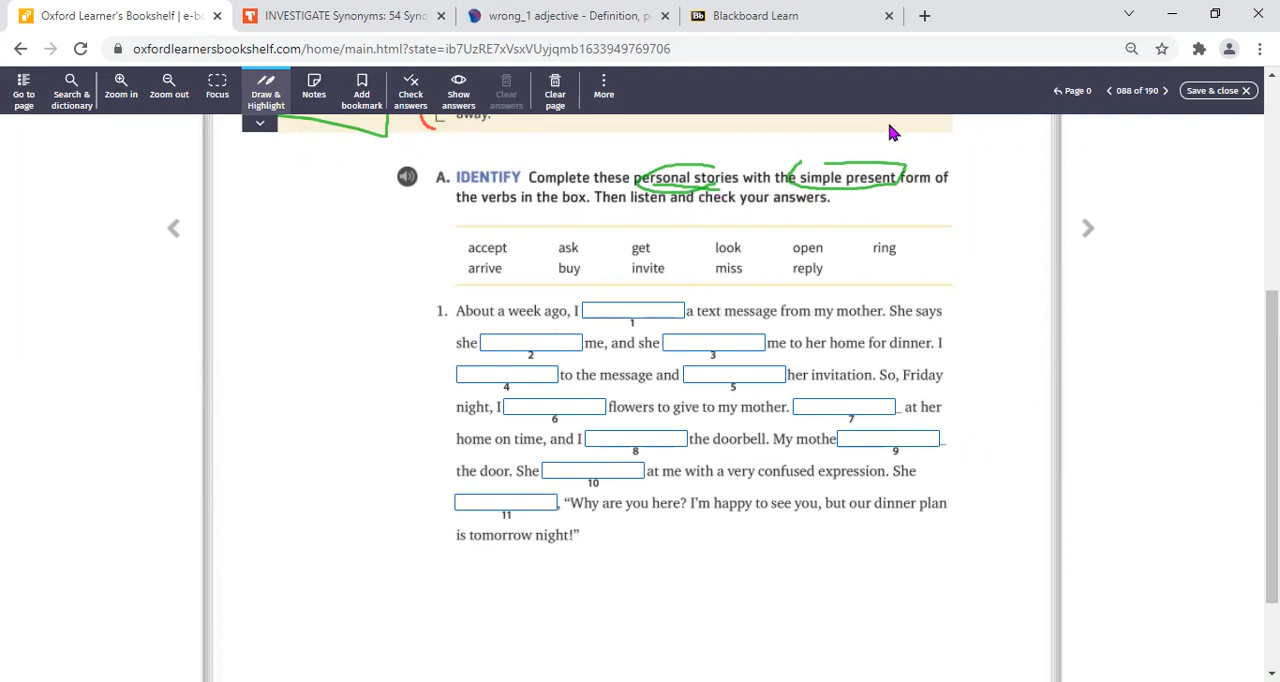 Oxford Learner's Bookshelf | e-bo
INVESTIGATE Synonyms: 54 Syno
wrong_1 adjective - Definition, pi
Bb Blackboard Learn
oxfordlearnersbookshelf.com/home/main.html?state=ib7UzRE7xVsxVUyjqmb1633949769706
Go to page
Search & dictionary
Zoom in
Zoom out
Focus
Draw & Highlight
Notes
Add bookmark
Check answers
Show answers
Clear answers
Clear page
More
Page 0
088 of 190
Save & close
away.
A. IDENTIFY Complete these personal stories with the simple present form of
the verbs in the box. Then listen and check your answers.
accept ask get look open ring
arrive buy invite miss reply
1. About a week ago, I a text message from my mother. She says
1
she me, and she me to her home for dinner. I
2 3
to the message and her invitation. So, Friday
4 5
night, I flowers to give to my mother. _ at her
6 7
home on time, and I the doorbell. My mothe _
8 9
the door. She at me with a very confused expression. She
10
, “Why are you here? I'm happy to see you, but our dinner plan
11
is tomorrow night!”